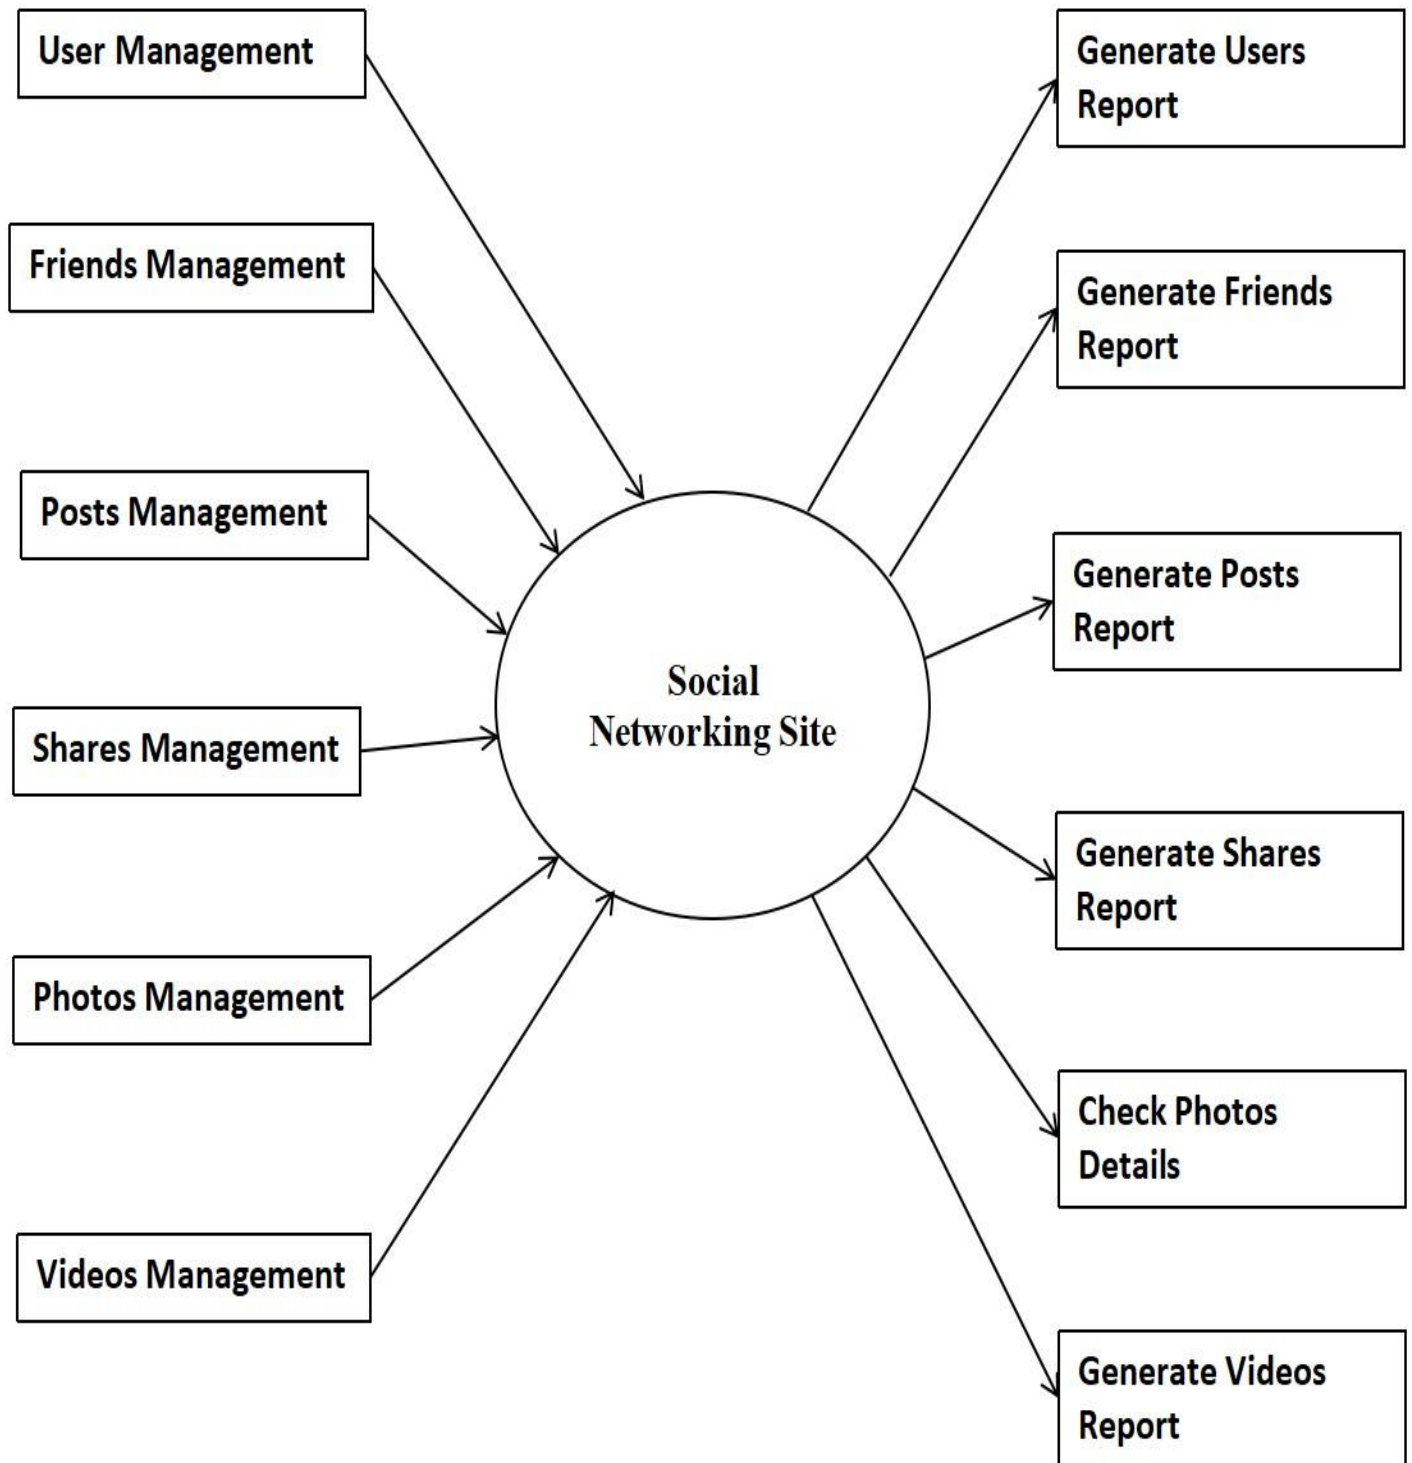 User Management
Friends Management
Posts Management
Shares Management
Photos Management
Videos Management
Social
Networking Site
Generate Users
Report
Generate Friends
Report
Generate Posts
Report
Generate Shares
Report
Check Photos
Details
Generate Videos
Report